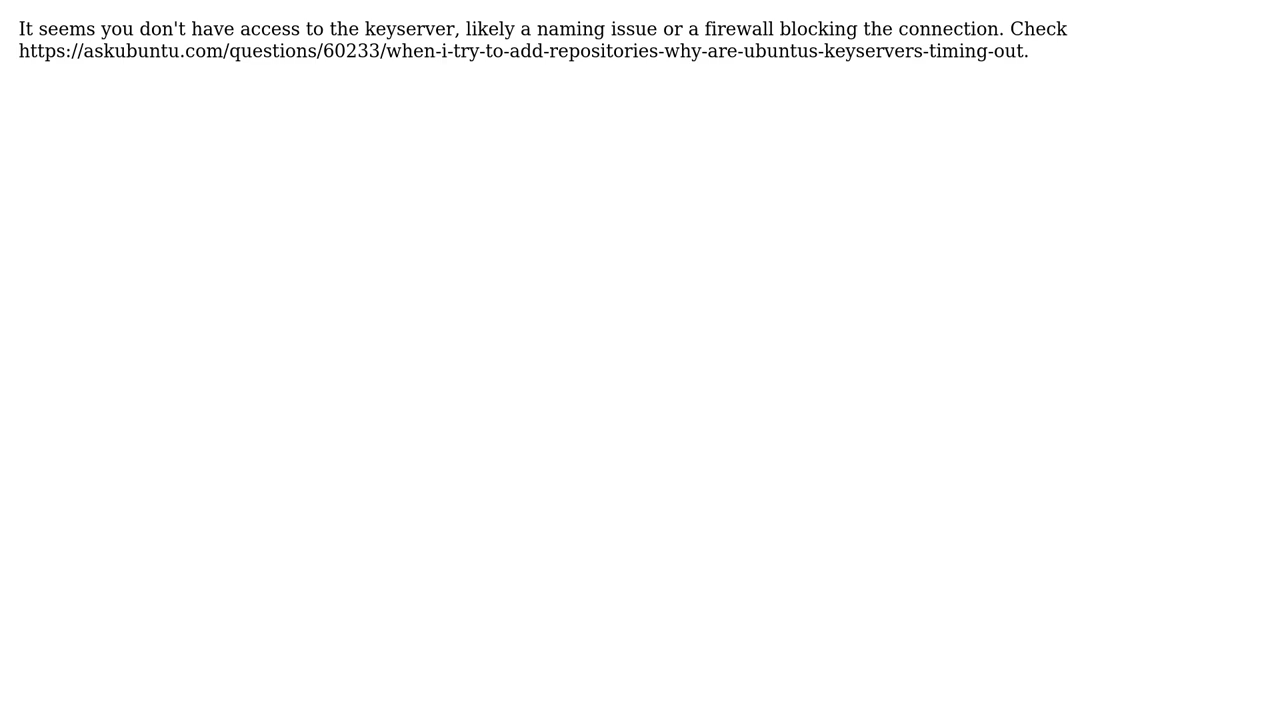 It seems you don't have access to the keyserver, likely a naming issue or a firewall blocking the connection. Check
https://askubuntu.com/questions/60233/when-i-try-to-add-repositories-why-are-ubuntus-keyservers-timing-out.